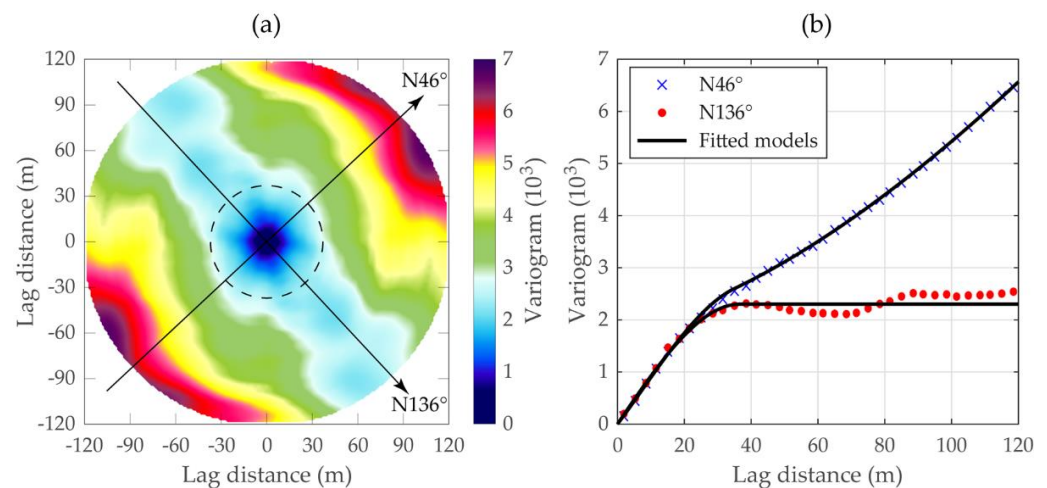 (a)
120
90
60
30
0
-30
-60
-90
-120
-120 -90 -60 -30 0 30 60 90 120
Lag distance (m)
Lag distance (m)
N46°
N136°
7
6
5
4
3
2
1
0
Variogram (10³)
(b)
7
6
5
4
3
2
1
0
0 20 40 60 80 100 120
Variogram (10³)
Lag distance (m)
N46°
N136°
Fitted models